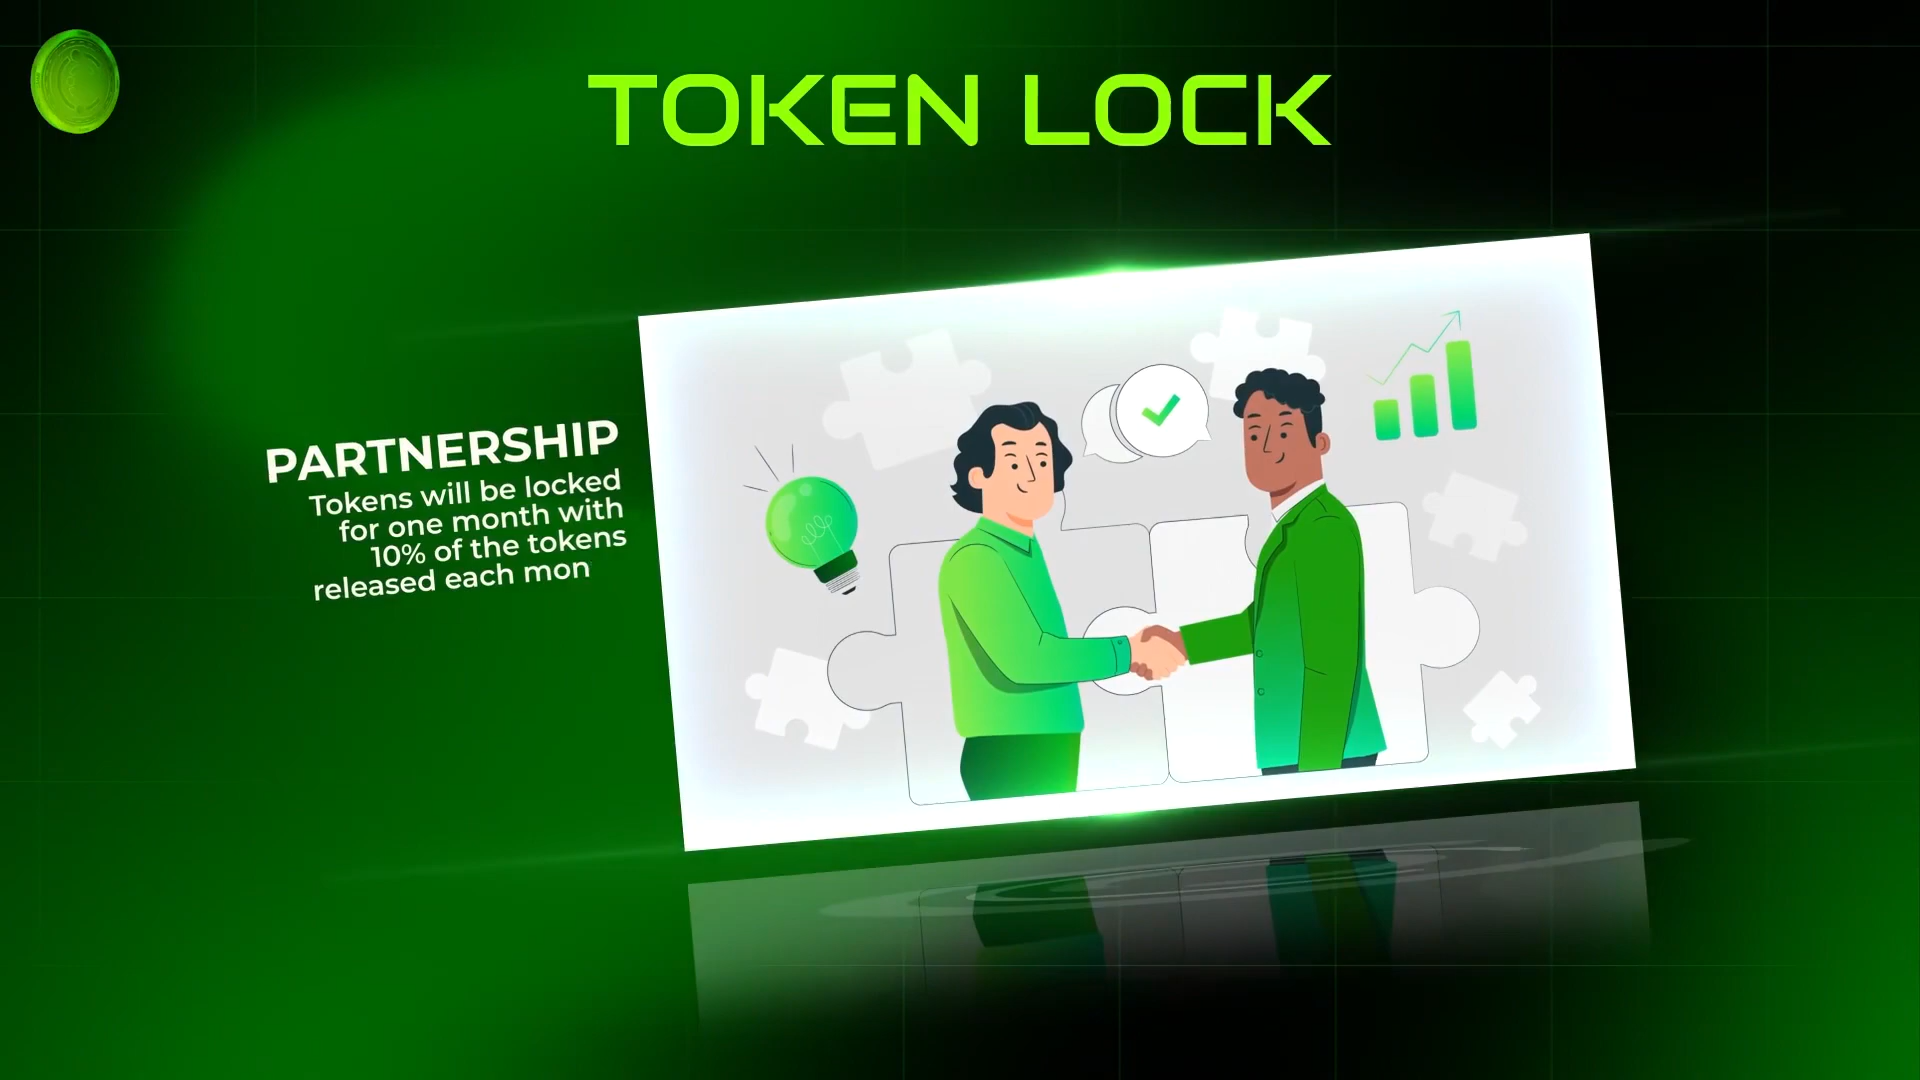 TOKEN LOCK
PARTNERSHIP
Tokens will be locked
for one month with
10% of the tokens
released each mon